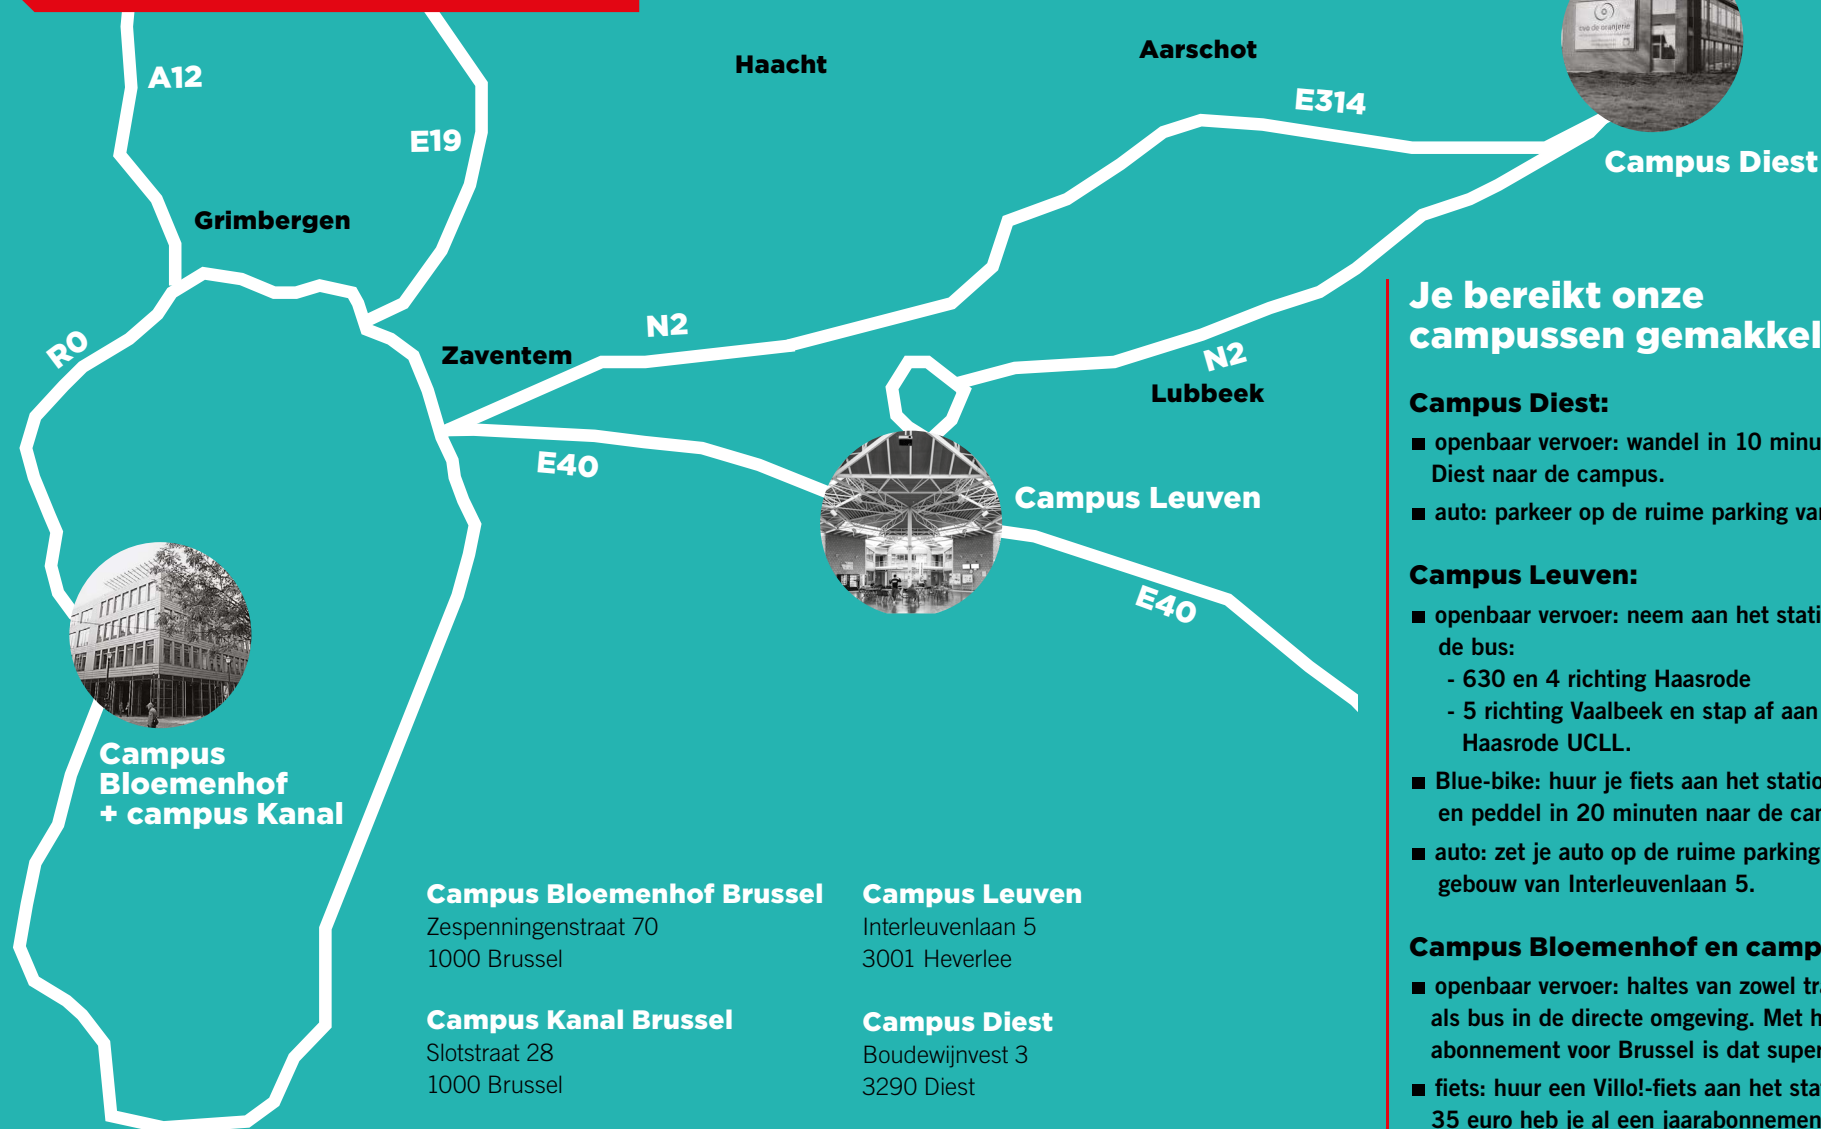 A12
E19
Haacht
Aarschot
E314
cvo de oranjerie
Campus Diest
Grimbergen
R0
Zaventem
N2
N2
Lubbeek
E40
Campus Leuven
E40
Campus
Bloemenhof
+ campus Kanal
Campus Bloemenhof Brussel
Zespenningenstraat 70
1000 Brussel
Campus Kanal Brussel
Slotstraat 28
1000 Brussel
Campus Leuven
Interleuvenlaan 5
3001 Heverlee
Campus Diest
Boudewijnvest 3
3290 Diest
Je bereikt onze
campussen gemakkel
Campus Diest:
■ openbaar vervoer: wandel in 10 minu
Diest naar de campus.
■ auto: parkeer op de ruime parking van
Campus Leuven:
■ openbaar vervoer: neem aan het stati
de bus:
- 630 en 4 richting Haasrode
- 5 richting Vaalbeek en stap af aan
Haasrode UCLL.
■ Blue-bike: huur je fiets aan het statio
en peddel in 20 minuten naar de cam
■ auto: zet je auto op de ruime parking
gebouw van Interleuvenlaan 5.
Campus Bloemenhof en camp
■ openbaar vervoer: haltes van zowel tra
als bus in de directe omgeving. Met h
abonnement voor Brussel is dat super
■ fiets: huur een Villo!-fiets aan het sta
35 euro heb je al een jaarabonnemen